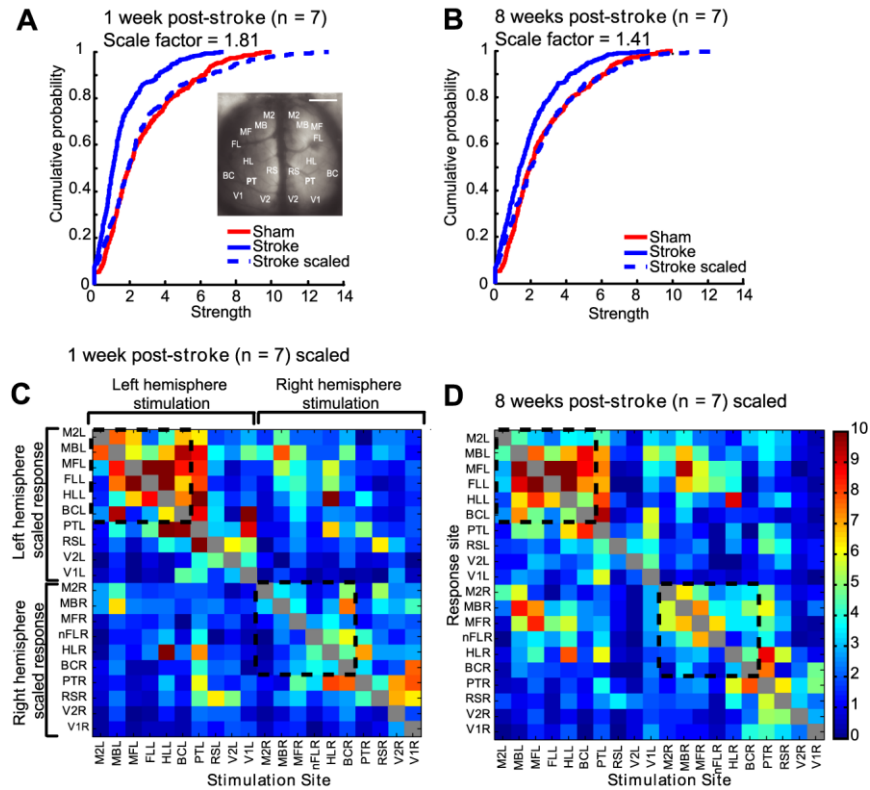 A
1 week post-stroke (n = 7)
Scale factor = 1.81
Cumulative probability
1
0.8
0.6
0.4
0.2
0
0 2 4 6 8 10 12 14
Strength
M2 M2
MB MB MF
MF FL
FL
HL HL
BC RS RS BC
PT PT
V1 V2 V2 V1
Sham
Stroke
Stroke scaled
B
8 weeks post-stroke (n = 7)
Scale factor = 1.41
Cumulative probability
1
0.8
0.6
0.4
0.2
0
0 2 4 6 8 10 12 14
Strength
Sham
Stroke
Stroke scaled
1 week post-stroke (n = 7) scaled
C
Left hemisphere
stimulation
Right hemisphere
stimulation
Left hemisphere
scaled response
Right hemisphere
scaled response
M2L
MBL
MFL
FLL
HLL
BCL
PTL
RSL
V2L
V1L
M2R
MBR
MFR
nFLR
HLR
BCR
PTR
RSR
V2R
V1R
M2L MBL MFL FLL HLL BCL PTL RSL V2L V1L M2R MBR MFR nFLR HLR BCR PTR RSR V2R V1R
Stimulation Site
D
8 weeks post-stroke (n = 7) scaled
Response site
M2L
MBL
MFL
FLL
HLL
BCL
PTL
RSL
V2L
V1L
M2R
MBR
MFR
nFLR
HLR
BCR
PTR
RSR
V2R
V1R
M2L MBL MFL FLL HLL BCL PTL RSL V2L V1L M2R MBR MFR nFLR HLR BCR PTR RSR V2R V1R
Stimulation Site
10
9
8
7
6
5
4
3
2
1
0